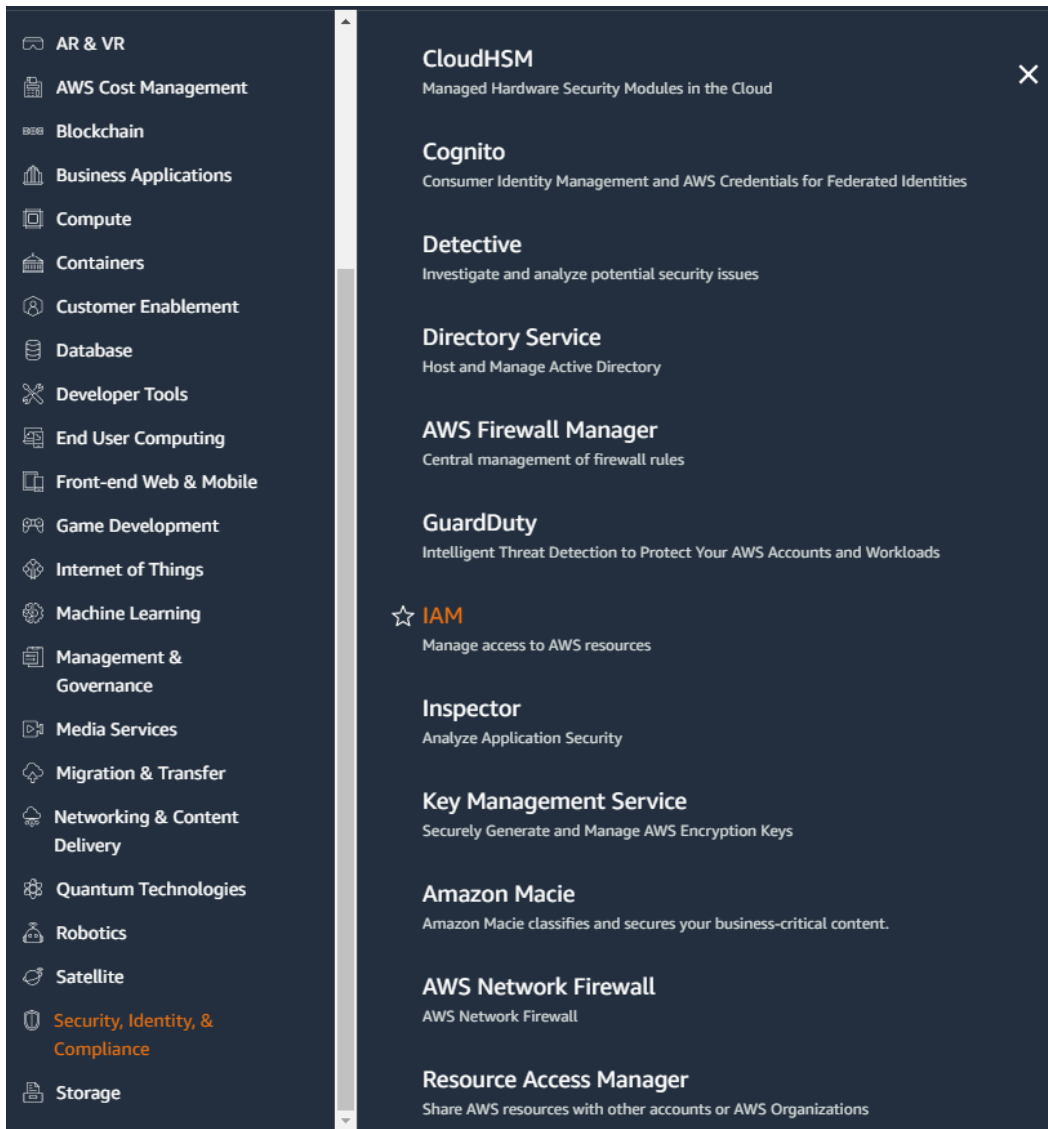 AR & VR
AWS Cost Management
Blockchain
Business Applications
Compute
Containers
Customer Enablement
Database
Developer Tools
End User Computing
Front-end Web & Mobile
Game Development
Internet of Things
Machine Learning
Management &
Governance
Media Services
Migration & Transfer
Networking & Content
Delivery
Quantum Technologies
Robotics
Satellite
Security, Identity, &
Compliance
Storage
CloudHSM
Managed Hardware Security Modules in the Cloud
Cognito
Consumer Identity Management and AWS Credentials for Federated Identities
Detective
Investigate and analyze potential security issues
Directory Service
Host and Manage Active Directory
AWS Firewall Manager
Central management of firewall rules
GuardDuty
Intelligent Threat Detection to Protect Your AWS Accounts and Workloads
IAM
Manage access to AWS resources
Inspector
Analyze Application Security
Key Management Service
Securely Generate and Manage AWS Encryption Keys
Amazon Macie
Amazon Macie classifies and secures your business-critical content.
AWS Network Firewall
AWS Network Firewall
Resource Access Manager
Share AWS resources with other accounts or AWS Organizations